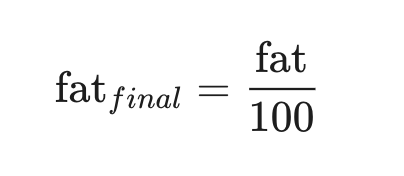 fat_final = fat/100